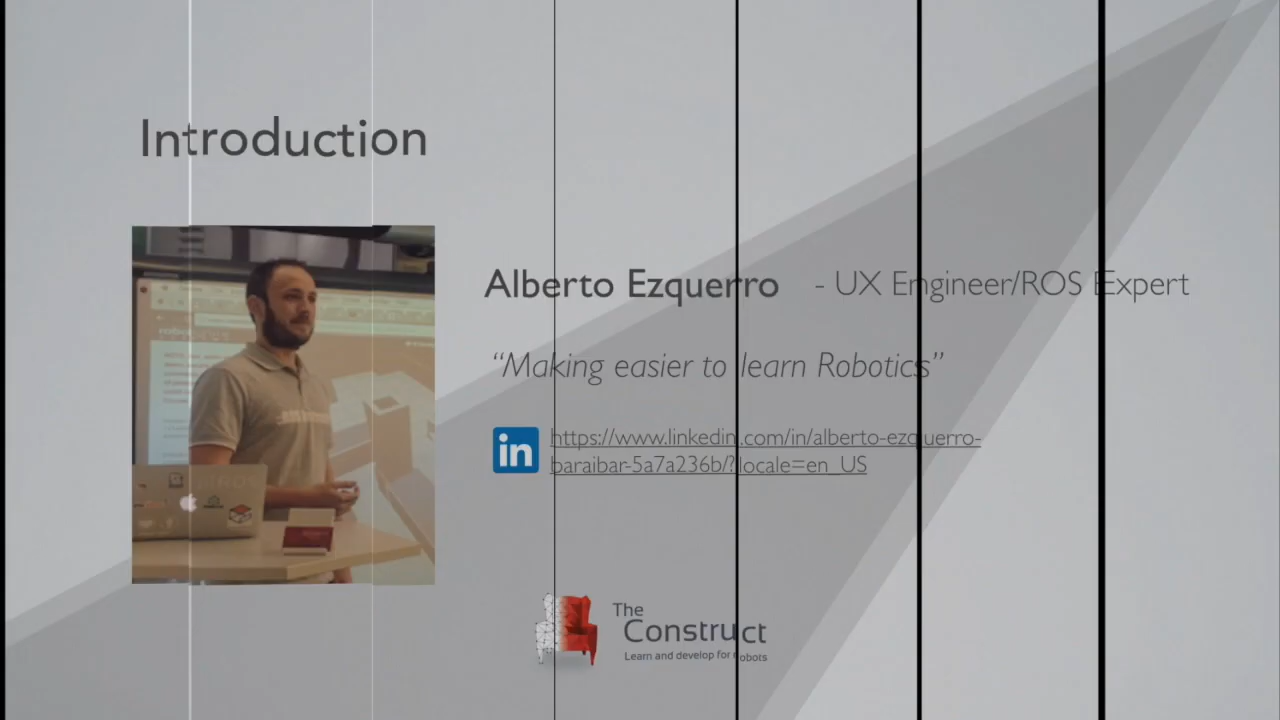 Introduction
Alberto Ezquerro - UX Engineer/ROS Expert
“Making easier to learn Robotics”
in
https://www.linkedin.com/in/alberto-ezquerro-
baraibar-5a7a236b/?locale=en_US
The
Construct
Learn and develop for robots